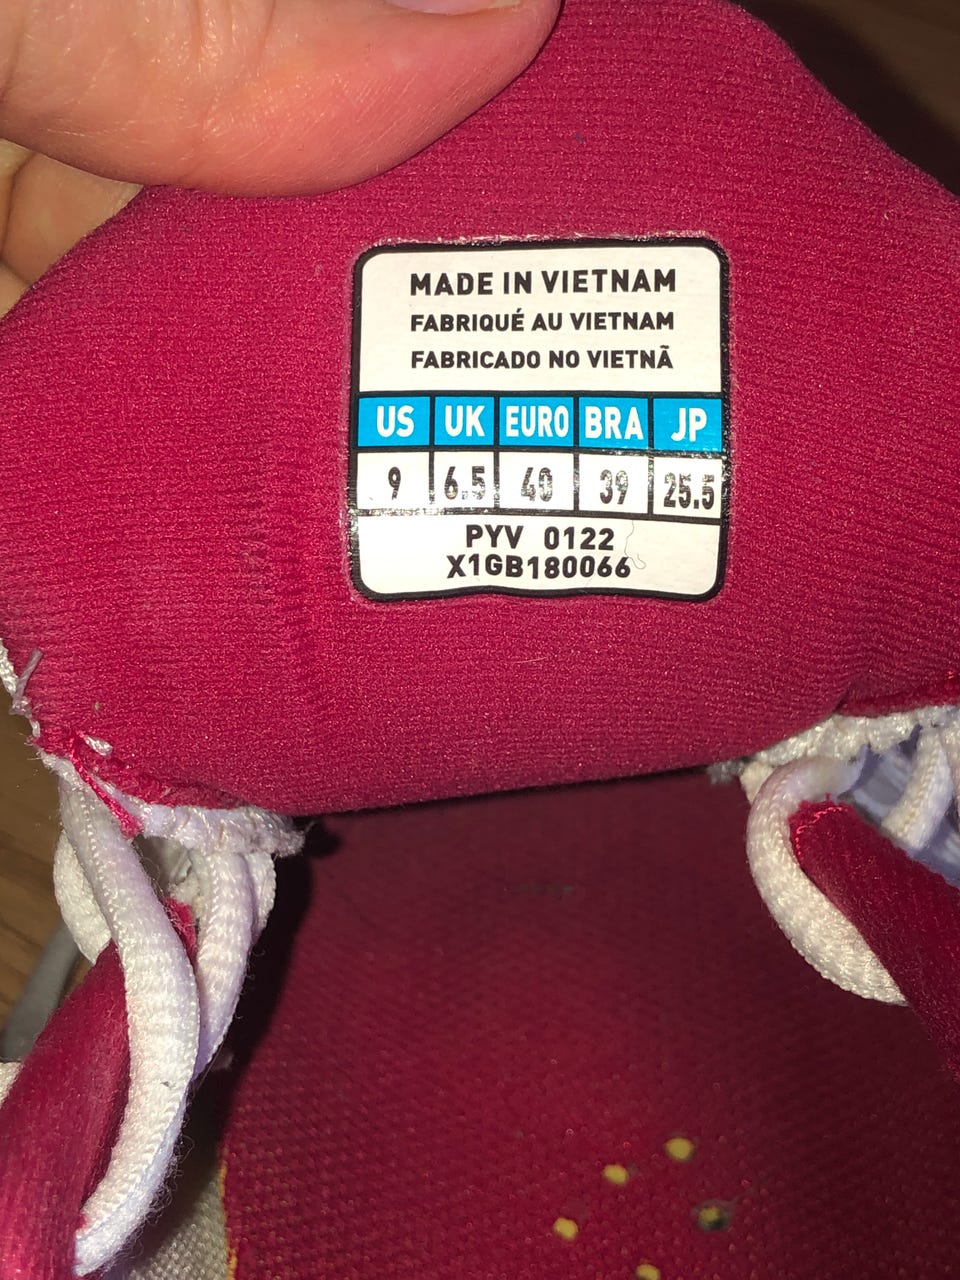 MADE IN VIETNAM
FABRIQUÉ AU VIETNAM
FABRICADO NO VIETNÃ
US UK EURO BRA JP
9 6.5 40 39 25.5
PYV 0122
X1GB180066